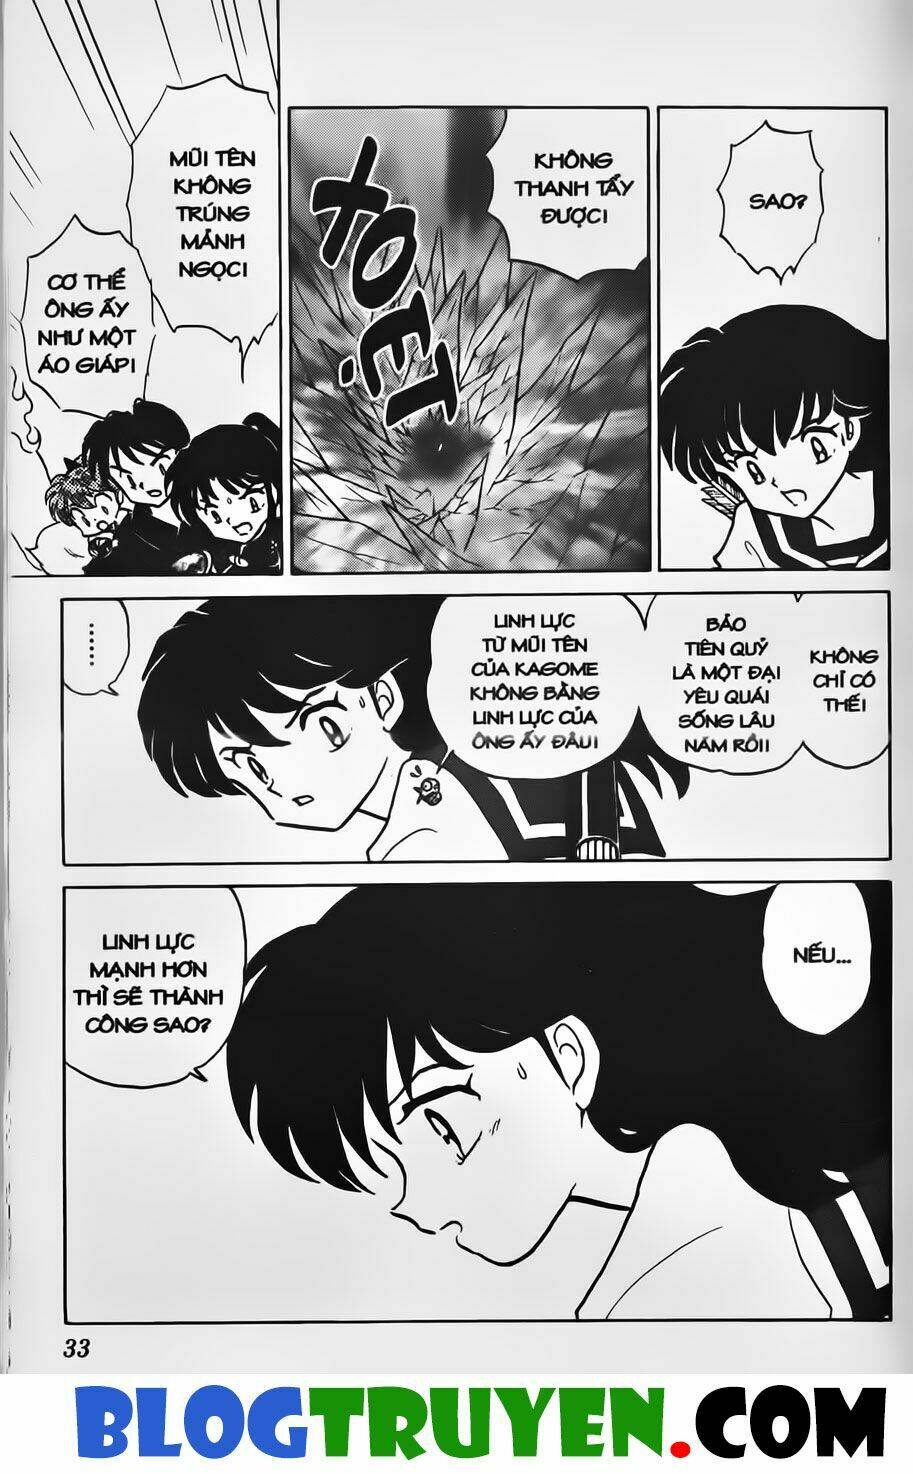 SAO?
KHÔNG
THANH TẨY
ĐƯỢC!
XOẸT
MŨI TÊN
KHÔNG
TRÚNG
MẢNH
NGỌC!
CƠ THỂ
ÔNG ẤY
NHƯ MỘT
ÁO GIÁP!
KHÔNG
CHỈ CÓ
THẾ!
BẢO
TIÊN QUỶ
LÀ MỘT ĐẠI
YÊU QUÁI
SỐNG LÂU
NĂM RỒI!
LINH LỰC
TỪ MŨI TÊN
CỦA KAGOME
KHÔNG BẰNG
LINH LỰC CỦA
ÔNG ẤY ĐÂU!
........
NẾU...
LINH LỰC
MẠNH HƠN
THÌ SẼ THÀNH
CÔNG SAO?
33
BLOGTRUYEN.COM